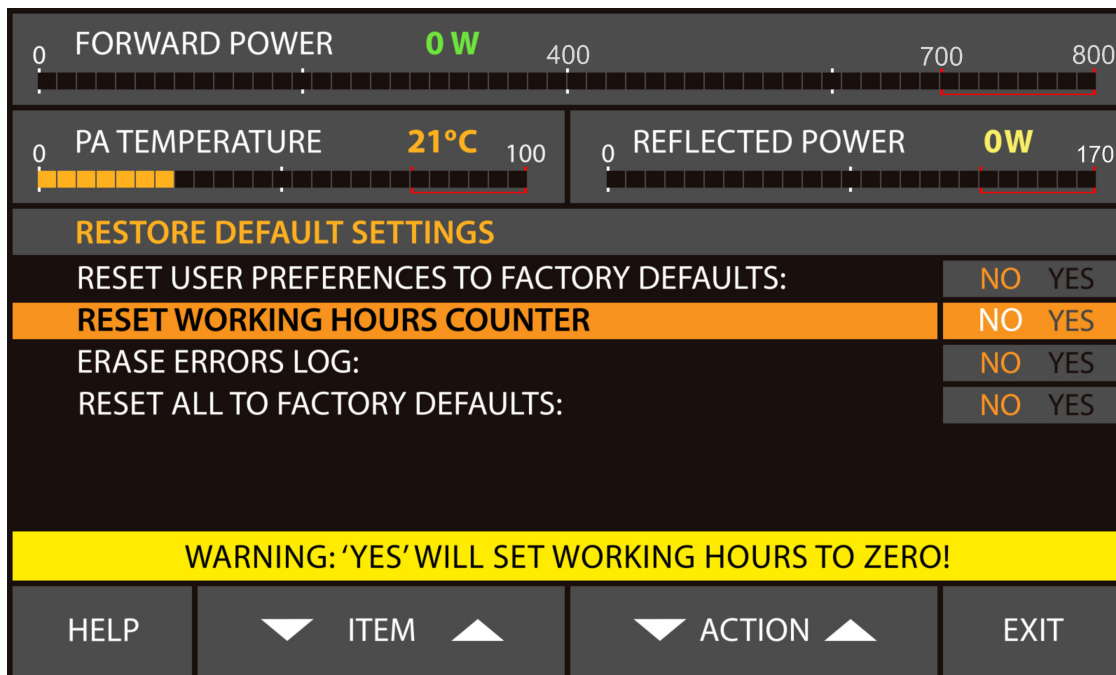 FORWARD POWER 0 W
0 400 700 800
PA TEMPERATURE 21°C
0 100
REFLECTED POWER 0W
0 170
RESTORE DEFAULT SETTINGS
RESET USER PREFERENCES TO FACTORY DEFAULTS: NO YES
RESET WORKING HOURS COUNTER NO YES
ERASE ERRORS LOG: NO YES
RESET ALL TO FACTORY DEFAULTS: NO YES
WARNING: ‘YES’ WILL SET WORKING HOURS TO ZERO!
HELP ITEM ACTION EXIT